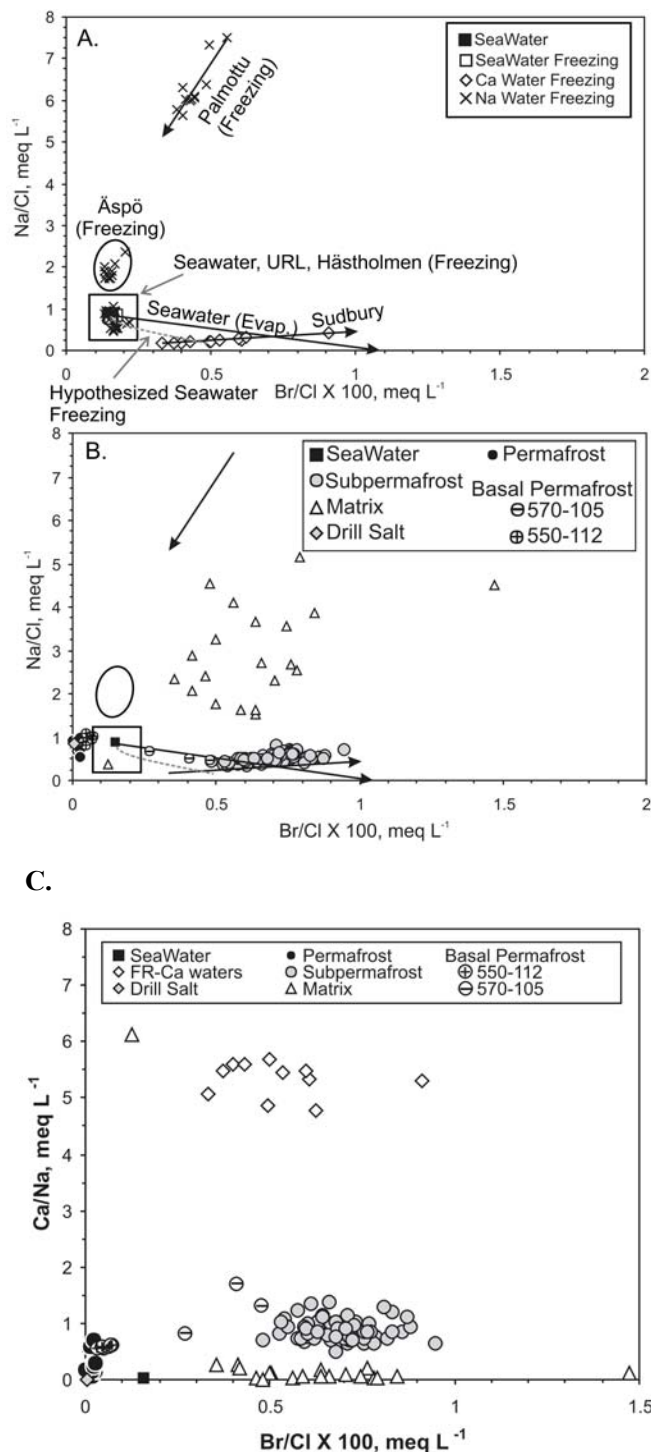 A.
SeaWater
SeaWater Freezing
Ca Water Freezing
Na Water Freezing
Palmottu
(Freezing)
Äspö
(Freezing)
Seawater, URL, Hästholmen (Freezing)
Seawater (Evap.)
Sudbury
Na/Cl, meq L⁻¹
8
7
6
5
4
3
2
1
0
0 0.5 1 1.5 2
Hypothesized Seawater
Freezing
Br/Cl X 100, meq L⁻¹
B.
SeaWater
Permafrost
Subpermafrost
Basal Permafrost
Matrix
570-105
Drill Salt
550-112
Na/Cl, meq L⁻¹
8
7
6
5
4
3
2
1
0
0 0.5 1 1.5 2
Br/Cl X 100, meq L⁻¹
C.
SeaWater Permafrost Basal Permafrost
FR-Ca waters Subpermafrost 550-112
Drill Salt Matrix 570-105
Ca/Na, meq L⁻¹
8
7
6
5
4
3
2
1
0
0 0.5 1 1.5
Br/Cl X 100, meq L⁻¹